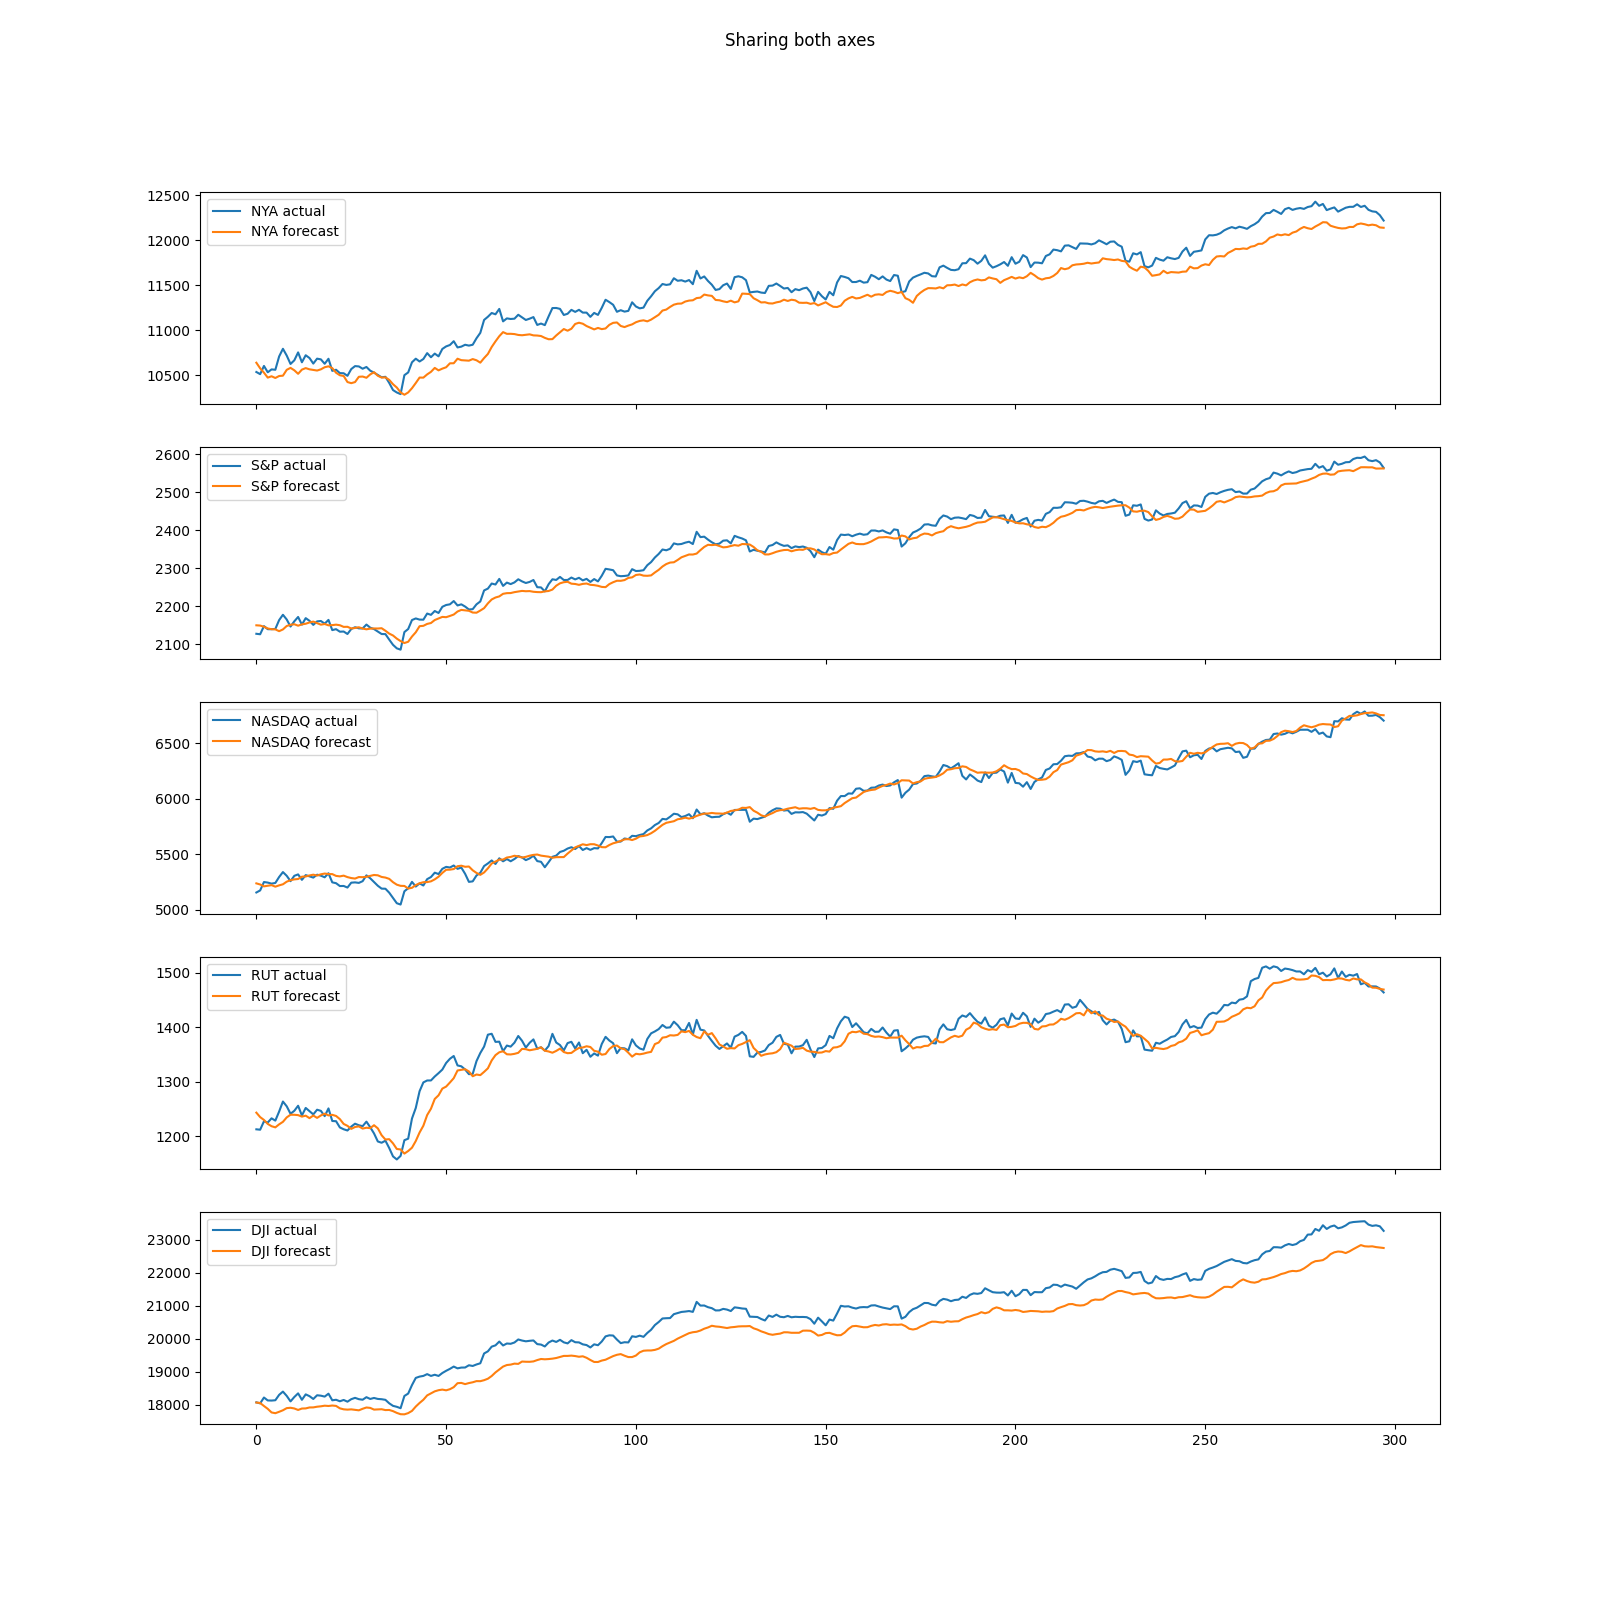 Sharing both axes
12500
12000
11500
11000
10500
NYA actual
NYA forecast
2600
2500
2400
2300
2200
2100
S&P actual
S&P forecast
6500
6000
5500
5000
NASDAQ actual
NASDAQ forecast
1500
1400
1300
1200
RUT actual
RUT forecast
23000
22000
21000
20000
19000
18000
DJI actual
DJI forecast
0 50 100 150 200 250 300